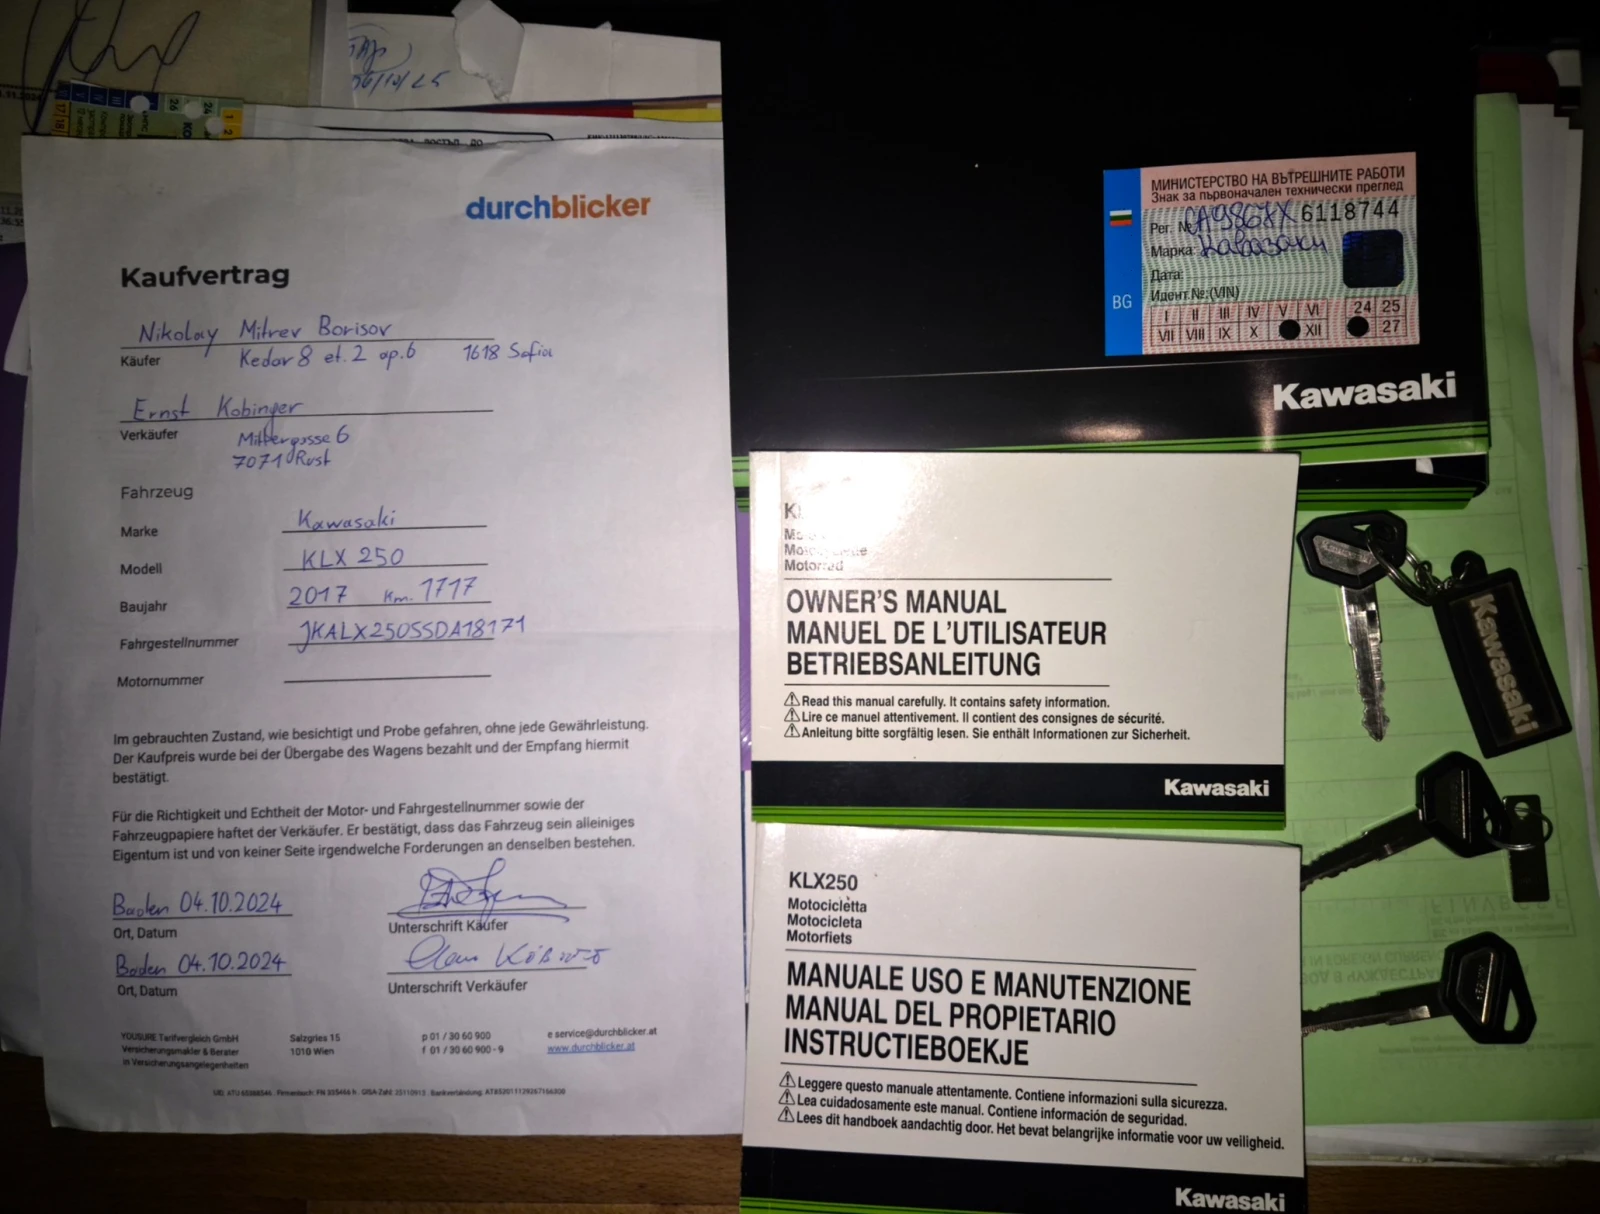 04/12/25
durchblicker
Kaufvertrag
Nikolay Mitrev Borisov
Käufer Kedar 8 et. 2 ap. 6 1618 Sofia
Ernst Kobinger
Verkäufer Mittergasse 6
7071 Rust
Fahrzeug
Marke Kawasaki
Modell KLX 250
Baujahr 2017 Km. 1717
Fahrgestellnummer JKALX250SSDA18171
Motornummer
Im gebrauchten Zustand, wie besichtigt und Probe gefahren, ohne jede Gewährleistung.
Der Kaufpreis wurde bei der Übergabe des Wagens bezahlt und der Empfang hiermit
bestätigt.
Für die Richtigkeit und Echtheit der Motor- und Fahrgestellnummer sowie der
Fahrzeugpapiere haftet der Verkäufer. Er bestätigt, dass das Fahrzeug sein alleiniges
Eigentum ist und von keiner Seite irgendwelche Forderungen an denselben bestehen.
Baden 04.10.2024
Ort, Datum Unterschrift Käufer
Baden 04.10.2024
Ort, Datum Unterschrift Verkäufer
YOUSURE Tarifvergleich GmbH Salzgries 15 p 01 / 30 60 900 e service@durchblicker.at
Versicherungsmakler & Berater 1010 Wien f 01 / 30 60 900 - 9 www.durchblicker.at
in Versicherungsangelegenheiten
МИНИСТЕРСТВО НА ВЪТРЕШНИТЕ РАБОТИ
Знак за първоначален технически преглед
Рег. № CA9867X 6118744
Марка: Кавазаки
Дата:
Идент.№:(VIN)
BG
I II III IV V VI 24 25
VII VIII IX X XII 27
Kawasaki
Motorrad
OWNER'S MANUAL
MANUEL DE L'UTILISATEUR
BETRIEBSANLEITUNG
Read this manual carefully. It contains safety information.
Lire ce manuel attentivement. Il contient des consignes de sécurité.
Anleitung bitte sorgfältig lesen. Sie enthält Informationen zur Sicherheit.
Kawasaki
KLX250
Motocicletta
Motocicleta
Motorfiets
MANUALE USO E MANUTENZIONE
MANUAL DEL PROPIETARIO
INSTRUCTIEBOEKJE
Leggere questo manuale attentamente. Contiene informazioni sulla sicurezza.
Lea cuidadosamente este manual. Contiene información de seguridad.
Lees dit handboek aandachtig door. Het bevat belangrijke informatie voor uw veiligheid.
Kawasaki
Kawasaki